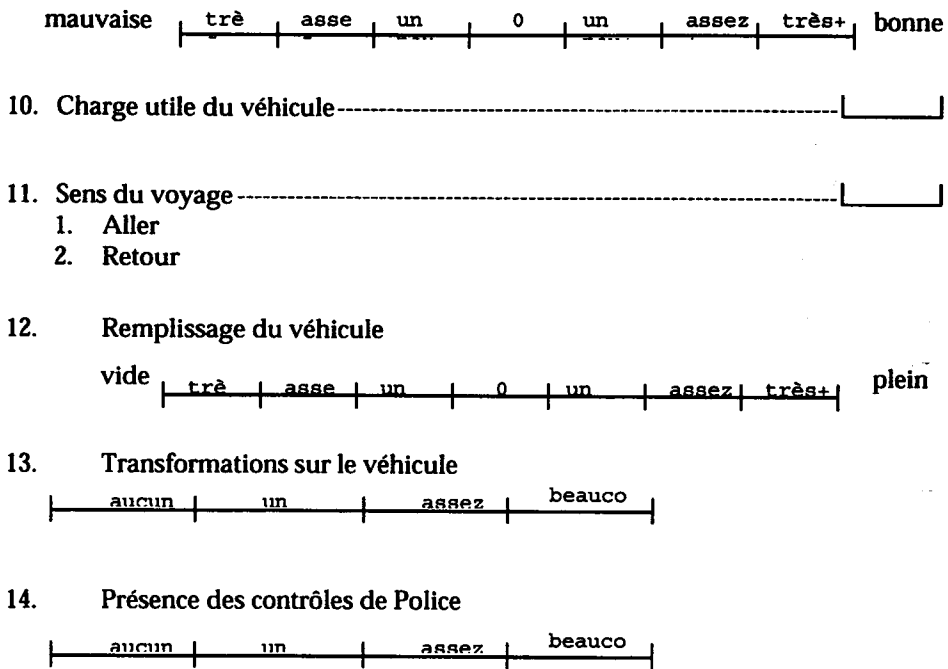 mauvaise trè asse un 0 un assez très+ bonne
10. Charge utile du véhicule
11. Sens du voyage
1. Aller
2. Retour
12. Remplissage du véhicule
vide trè asse un 0 un assez très+ plein
13. Transformations sur le véhicule
aucun un assez beauco
14. Présence des contrôles de Police
aucun un assez beauco